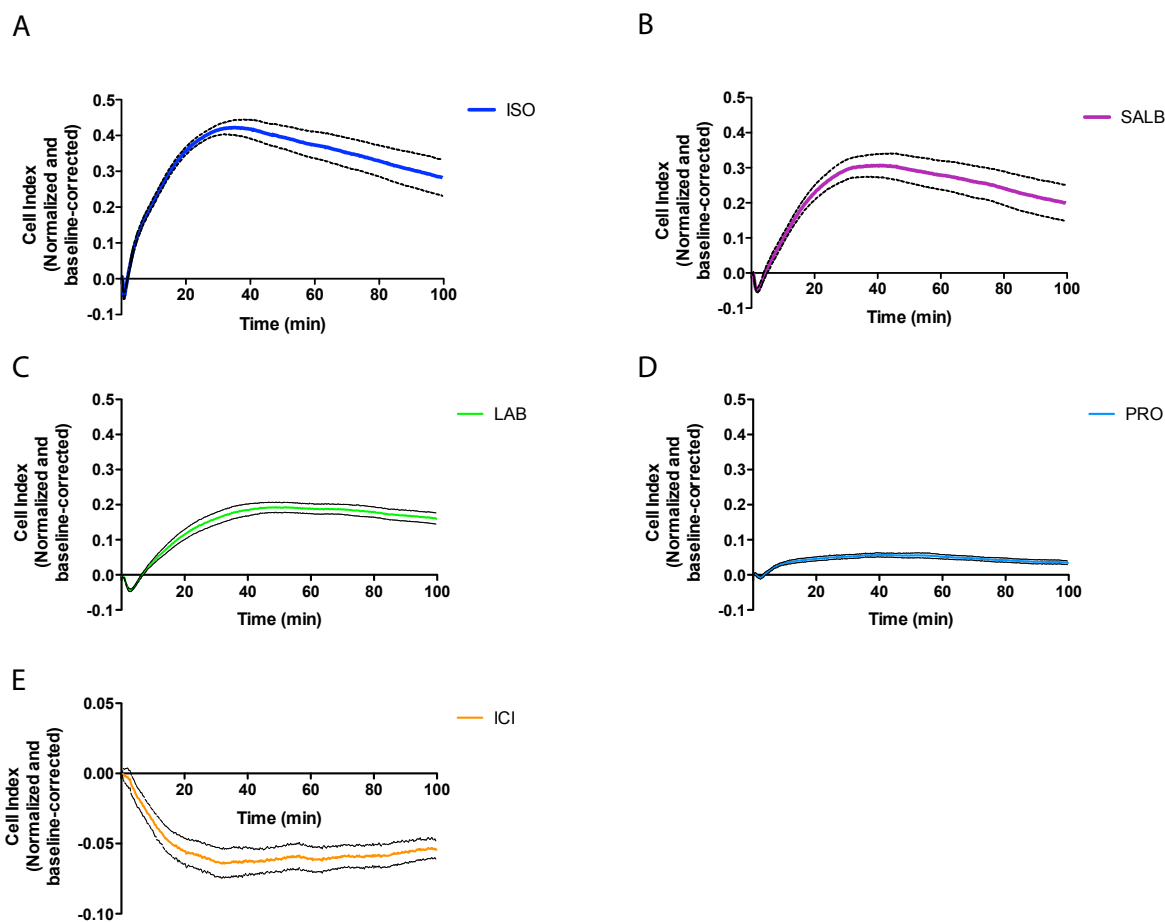 A
Cell Index
(Normalized and
baseline-corrected)
0.5
0.4
0.3
0.2
0.1
0.0
-0.1
20
40
60
80
100
Time (min)
ISO
B
Cell Index
(Normalized and
baseline-corrected)
0.5
0.4
0.3
0.2
0.1
0.0
-0.1
20
40
60
80
100
Time (min)
SALB
C
Cell Index
(Normalized and
baseline-corrected)
0.5
0.4
0.3
0.2
0.1
0.0
-0.1
20
40
60
80
100
Time (min)
LAB
D
Cell Index
(Normalized and
baseline-corrected)
0.5
0.4
0.3
0.2
0.1
0.0
-0.1
20
40
60
80
100
Time (min)
PRO
E
Cell Index
(Normalized and
baseline-corrected)
0.05
0.00
-0.05
-0.10
20
40
60
80
100
Time (min)
ICI